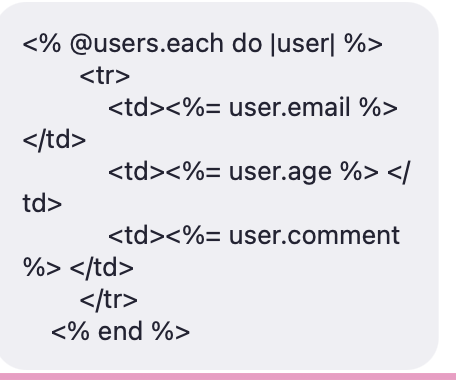 <% @users.each do |user| %>
<tr>
<td><%= user.email %>
</td>
<td><%= user.age %> </
td>
<td><%= user.comment
%> </td>
</tr>
<% end %>